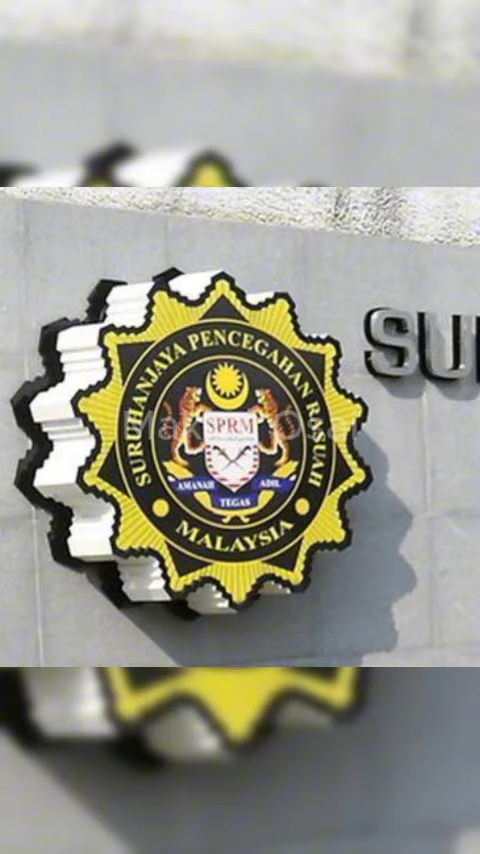 SURUHANJAYA PENCEGAHAN RASUAH
SPRM
AMANAH
TEGAS
ADIL
MALAYSIA
SU